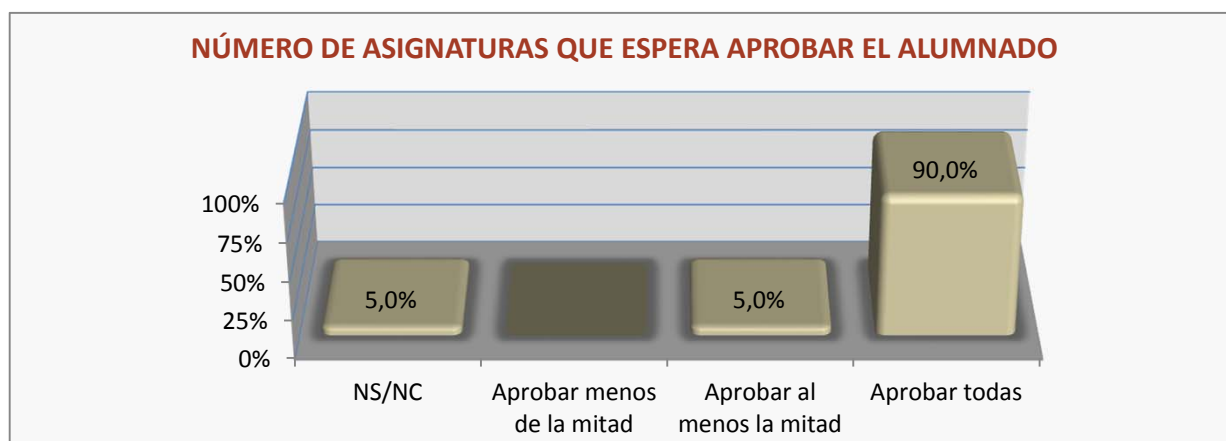 NÚMERO DE ASIGNATURAS QUE ESPERA APROBAR EL ALUMNADO
90,0%
100%
75%
50%
25%
0%
5,0%
5,0%
NS/NC
Aprobar menos
de la mitad
Aprobar al
menos la mitad
Aprobar todas